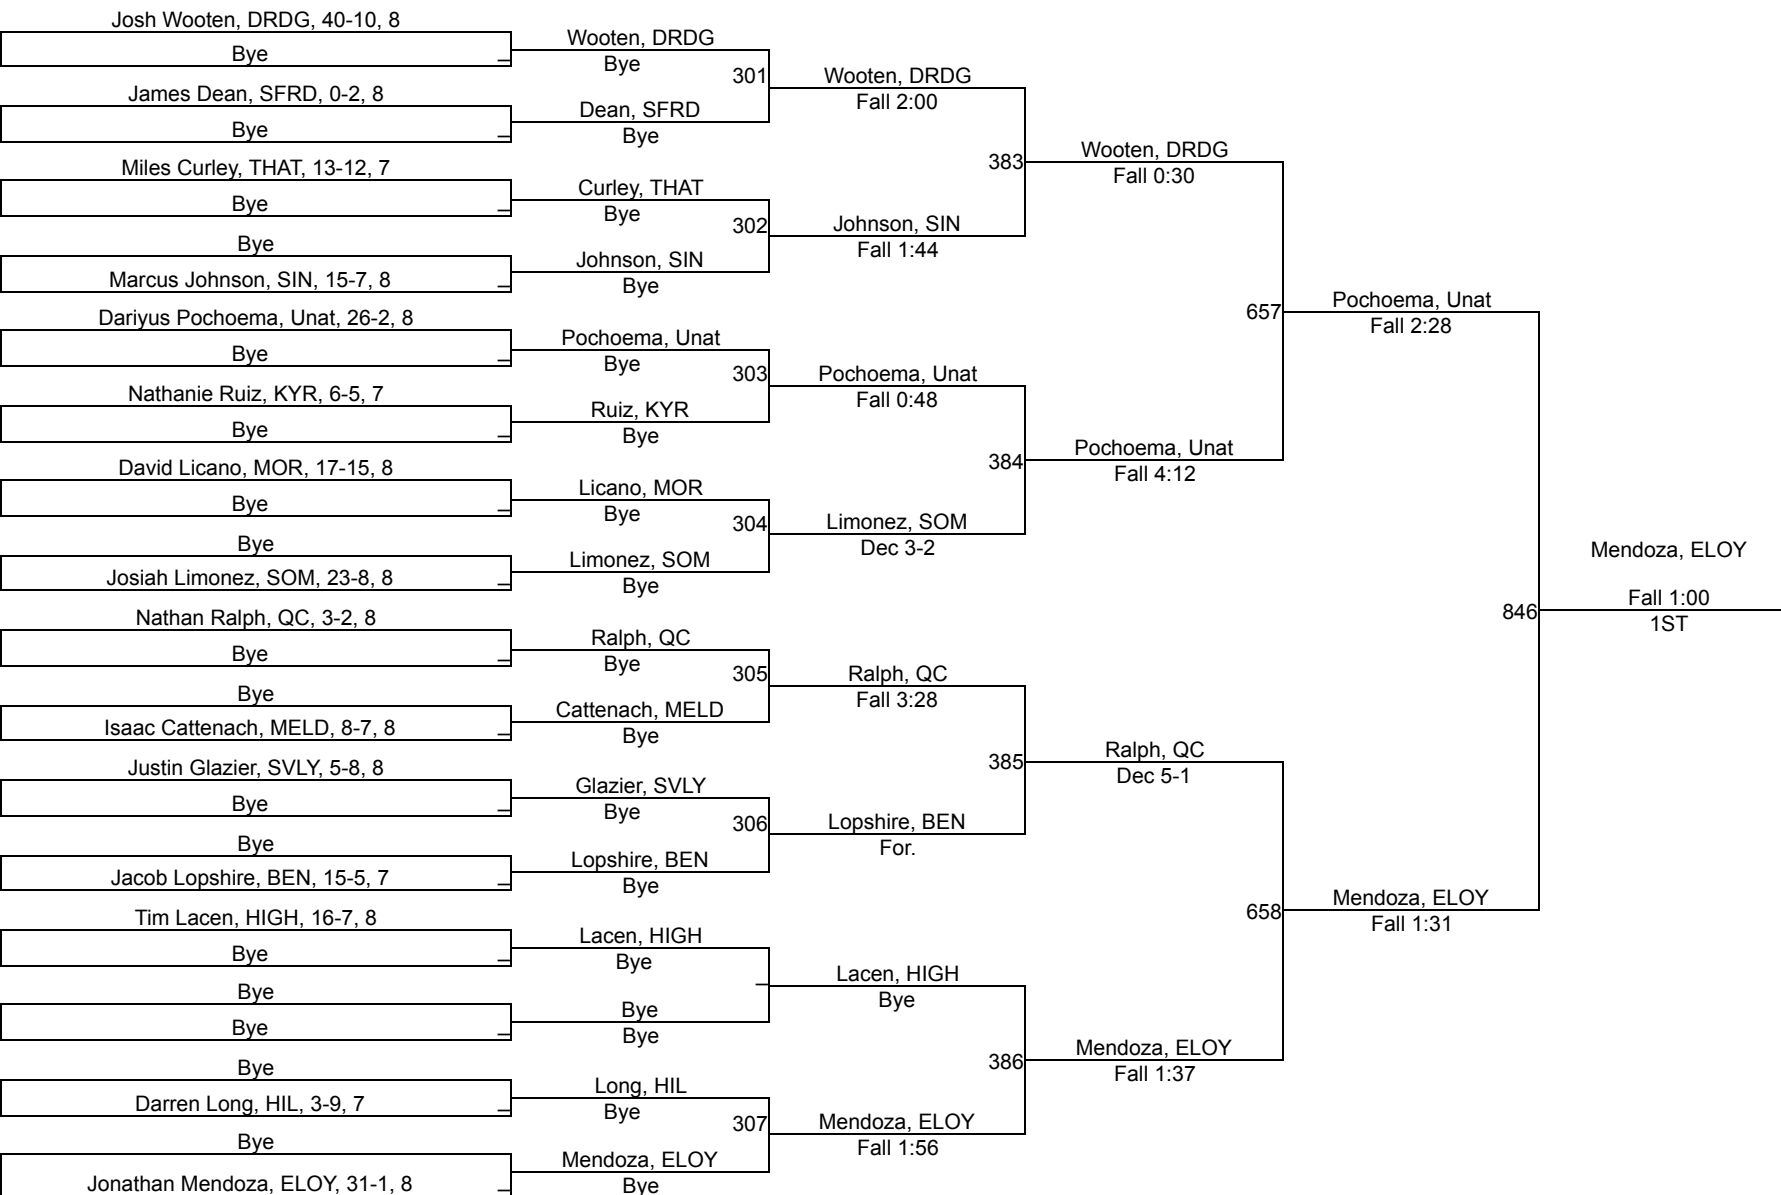 Josh Wooten, DRDG, 40-10, 8
Bye
James Dean, SFRD, 0-2, 8
Bye
Miles Curley, THAT, 13-12, 7
Bye
Bye
Marcus Johnson, SIN, 15-7, 8
Dariyus Pochoema, Unat, 26-2, 8
Bye
Nathanie Ruiz, KYR, 6-5, 7
Bye
David Licano, MOR, 17-15, 8
Bye
Bye
Josiah Limonez, SOM, 23-8, 8
Nathan Ralph, QC, 3-2, 8
Bye
Bye
Isaac Cattenach, MELD, 8-7, 8
Justin Glazier, SVLY, 5-8, 8
Bye
Bye
Jacob Lopshire, BEN, 15-5, 7
Tim Lacen, HIGH, 16-7, 8
Bye
Bye
Bye
Bye
Darren Long, HIL, 3-9, 7
Bye
Jonathan Mendoza, ELOY, 31-1, 8
Wooten, DRDG
Bye
301
Dean, SFRD
Bye
Curley, THAT
Bye
302
Johnson, SIN
Bye
Pochoema, Unat
Bye
303
Ruiz, KYR
Bye
Licano, MOR
Bye
304
Limonez, SOM
Bye
Ralph, QC
Bye
305
Cattenach, MELD
Bye
Glazier, SVLY
Bye
306
Lopshire, BEN
Bye
Lacen, HIGH
Bye
Bye
Bye
Long, HIL
Bye
307
Mendoza, ELOY
Bye
Wooten, DRDG
Fall 2:00
383
Johnson, SIN
Fall 1:44
Pochoema, Unat
Fall 0:48
384
Limonez, SOM
Dec 3-2
Ralph, QC
Fall 3:28
385
Lopshire, BEN
For.
Lacen, HIGH
Bye
386
Mendoza, ELOY
Fall 1:56
Wooten, DRDG
Fall 0:30
657
Pochoema, Unat
Fall 4:12
Ralph, QC
Dec 5-1
658
Mendoza, ELOY
Fall 1:37
Pochoema, Unat
Fall 2:28
846
Mendoza, ELOY
Fall 1:31
Mendoza, ELOY
Fall 1:00
1ST